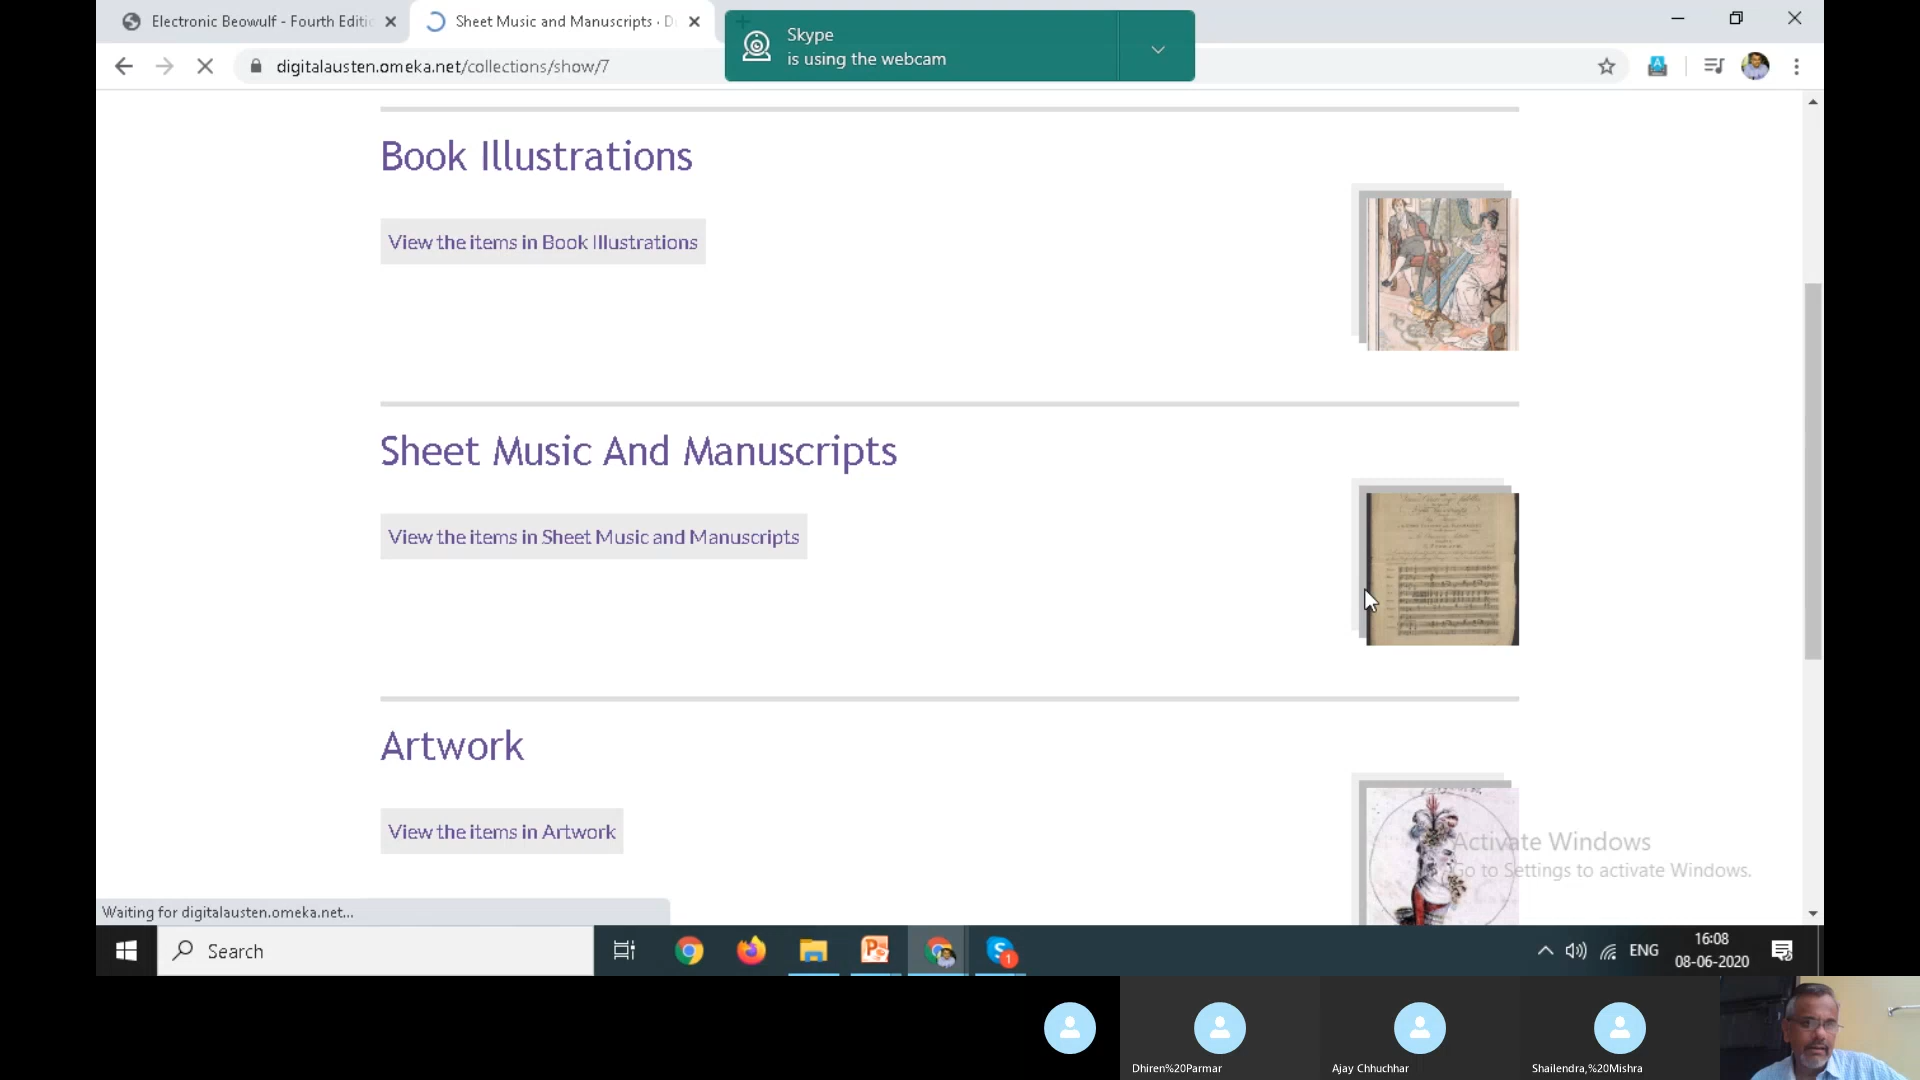 Electronic Beowulf - Fourth Editi
Sheet Music and Manuscripts · D
Skype
is using the webcam
digitalausten.omeka.net/collections/show/7
Book Illustrations
View the items in Book Illustrations
Sheet Music And Manuscripts
View the items in Sheet Music and Manuscripts
Artwork
View the items in Artwork
Activate Windows
Go to Settings to activate Windows.
Waiting for digitalausten.omeka.net...
Search
1
ENG
16:08
08-06-2020
Dhiren%20Parmar
Ajay Chhuchhar
Shailendra,%20Mishra